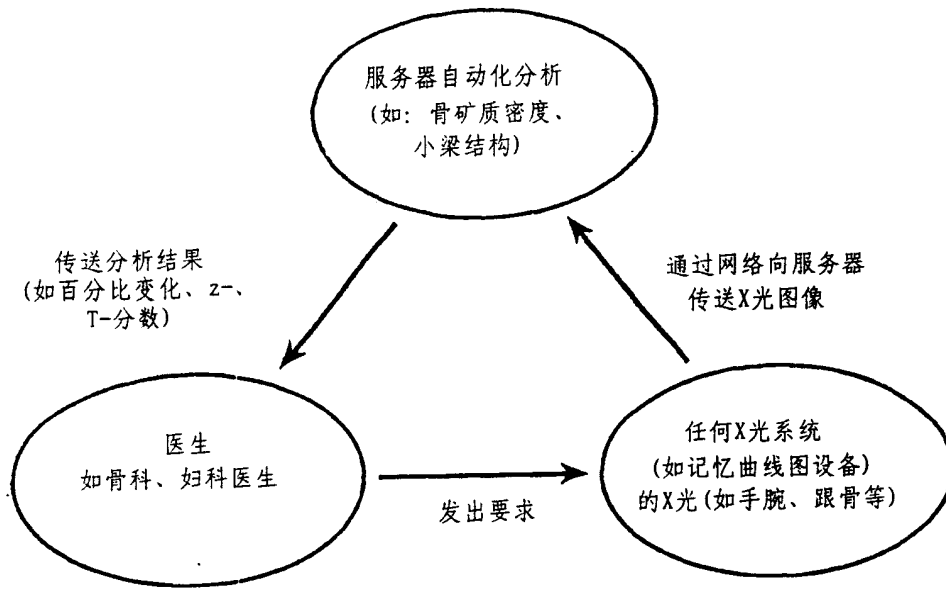 服务器自动化分析
(如: 骨矿质密度、
小梁结构)
传送分析结果
(如百分比变化、z-、
T-分数)
通过网络向服务器
传送X光图像
医生
如骨科、妇科医生
发出要求
任何X光系统
(如记忆曲线图设备)
的X光(如手腕、跟骨等)